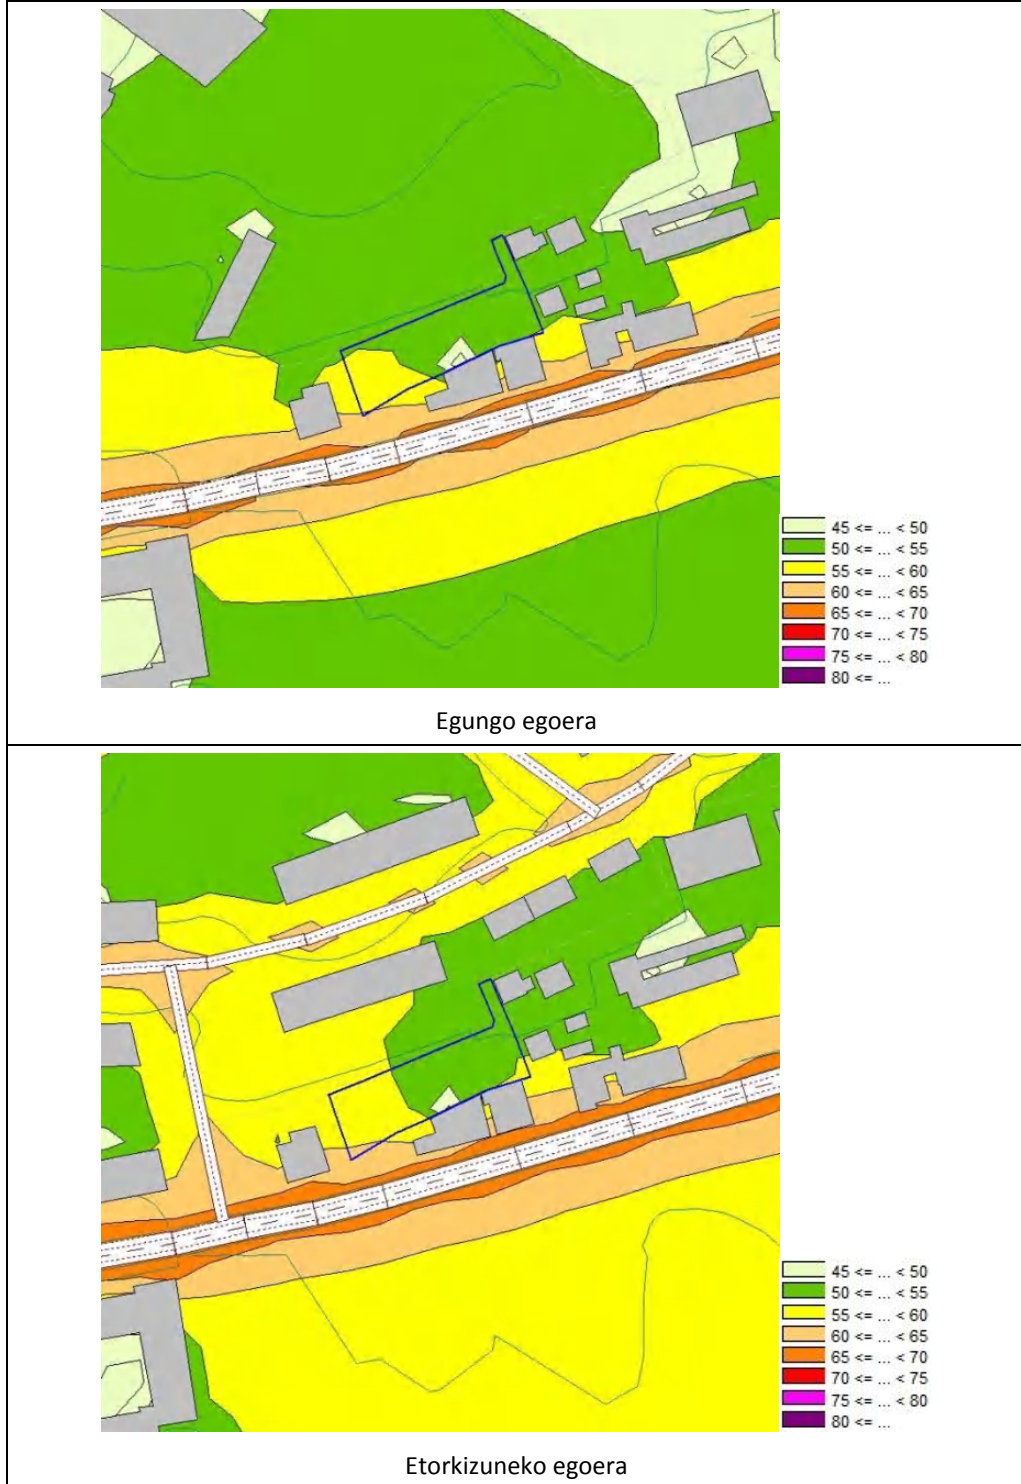 45 <= ... < 50
50 <= ... < 55
55 <= ... < 60
60 <= ... < 65
65 <= ... < 70
70 <= ... < 75
75 <= ... < 80
80 <= ...
Egungo egoera
45 <= ... < 50
50 <= ... < 55
55 <= ... < 60
60 <= ... < 65
65 <= ... < 70
70 <= ... < 75
75 <= ... < 80
80 <= ...
Etorkizuneko egoera